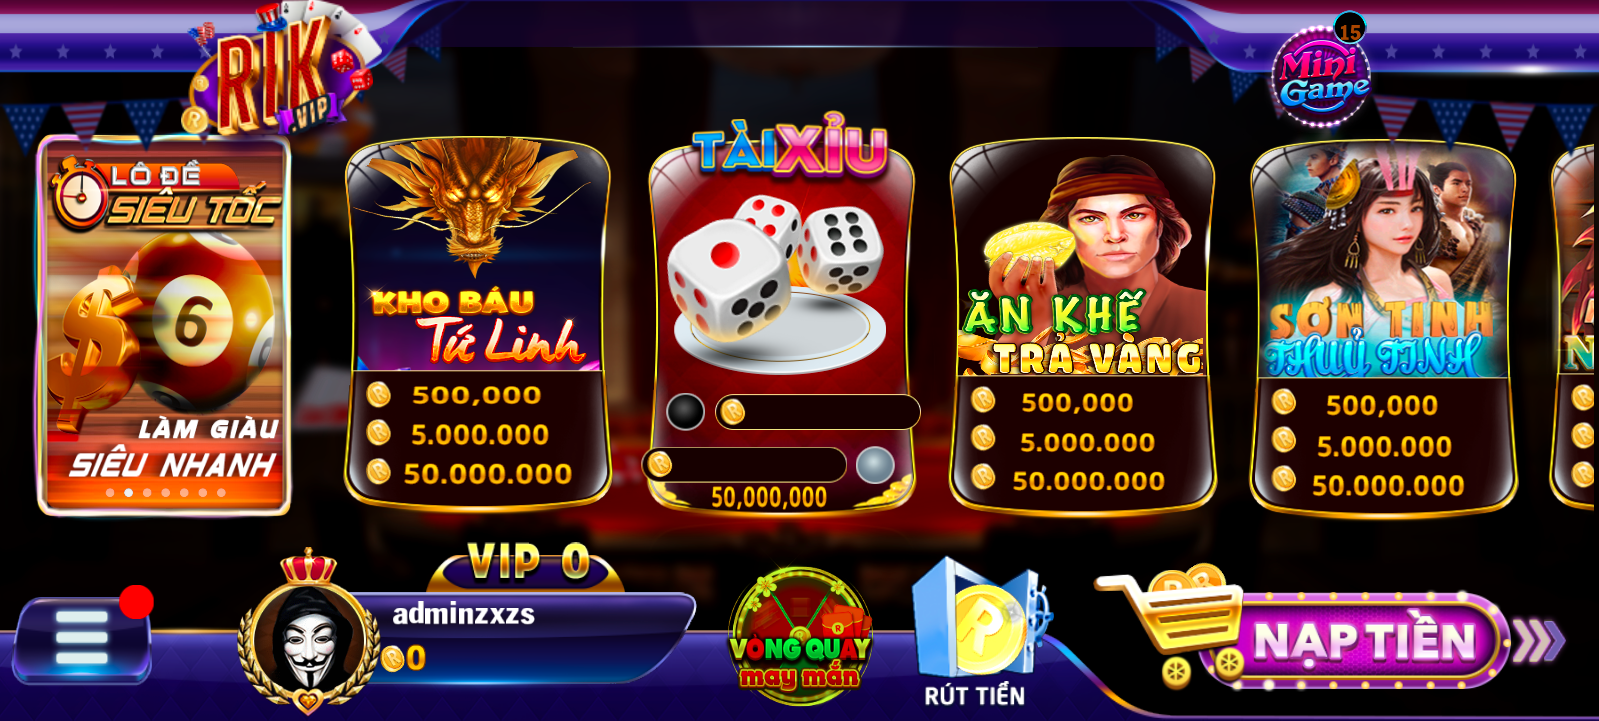 RIK
.VIP
15
Mini
Game
LÔ ĐỀ
SIÊU TỐC
6
LÀM GIÀU
SIÊU NHANH
KHO BÁU
Tứ Linh
500,000
5.000.000
50.000.000
TÀI XỈU
50,000,000
ĂN KHẾ
TRẢ VÀNG
500,000
5.000.000
50.000.000
SƠN TINH
THUỶ TINH
500,000
5.000.000
50.000.000
N
VIP 0
adminzxzs
0
VÒNG QUAY
may mắn
RÚT TIỀN
NẠP TIỀN